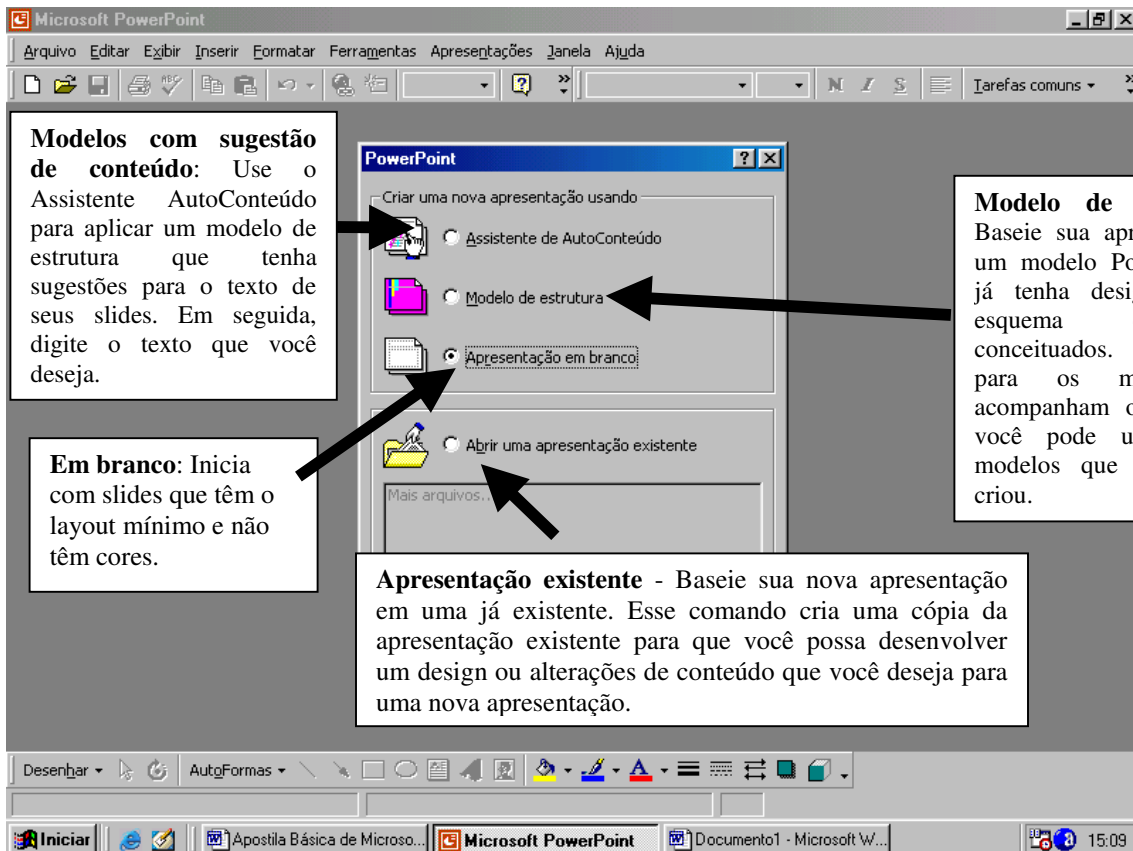 Microsoft PowerPoint
Arquivo Editar Exibir Inserir Formatar Ferramentas Apresentações Janela Ajuda
N I S Tarefas comuns
Modelos com sugestão
de conteúdo: Use o
Assistente AutoConteúdo
para aplicar um modelo de
estrutura que tenha
sugestões para o texto de
seus slides. Em seguida,
digite o texto que você
deseja.
PowerPoint
Criar uma nova apresentação usando
Assistente de AutoConteúdo
Modelo de estrutura
Apresentação em branco
Abrir uma apresentação existente
Mais arquivos...
Modelo de
Baseie sua
um modelo
já tenha
esquema
conceituados.
para os
acompanham
você pode
modelos que
criou.
Em branco: Inicia
com slides que têm o
layout mínimo e não
têm cores.
Apresentação existente - Baseie sua nova apresentação
em uma já existente. Esse comando cria uma cópia da
apresentação existente para que você possa desenvolver
um design ou alterações de conteúdo que você deseja para
uma nova apresentação.
Desenhar AutoFormas A
Iniciar Apostila Básica de Microso... Microsoft PowerPoint Documento1 - Microsoft W... 15:09